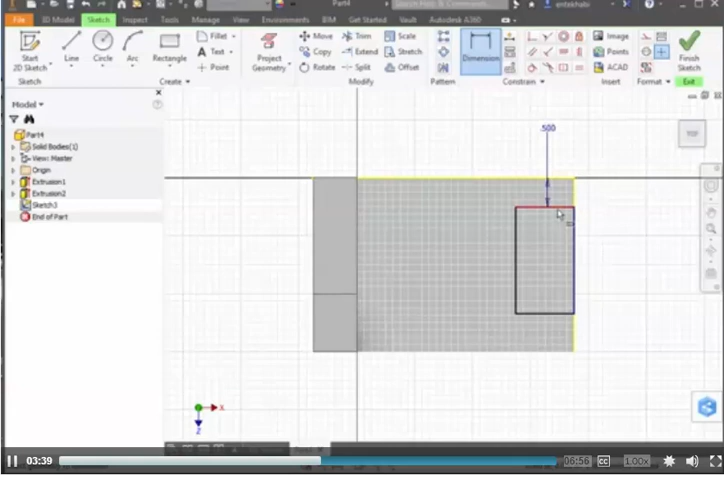 Part4
entekhabi
File Sketch 3D Model Inspect Tools Manage View Environments BIM Get Started Vault Autodesk A360
Start 2D Sketch
Line
Circle
Arc
Rectangle
Fillet
Text
Point
Project Geometry
Move
Copy
Rotate
Trim
Extend
Split
Scale
Stretch
Offset
Pattern
Dimension
Image
Points
ACAD
Finish Sketch
Sketch Create Modify Pattern Constrain Insert Format Exit
Model
Part4
Solid Bodies(1)
View: Master
Origin
Extrusion1
Extrusion2
Sketch3
End of Part
.500
TOP
X
Z
03:39
06:56
CC
1.00x